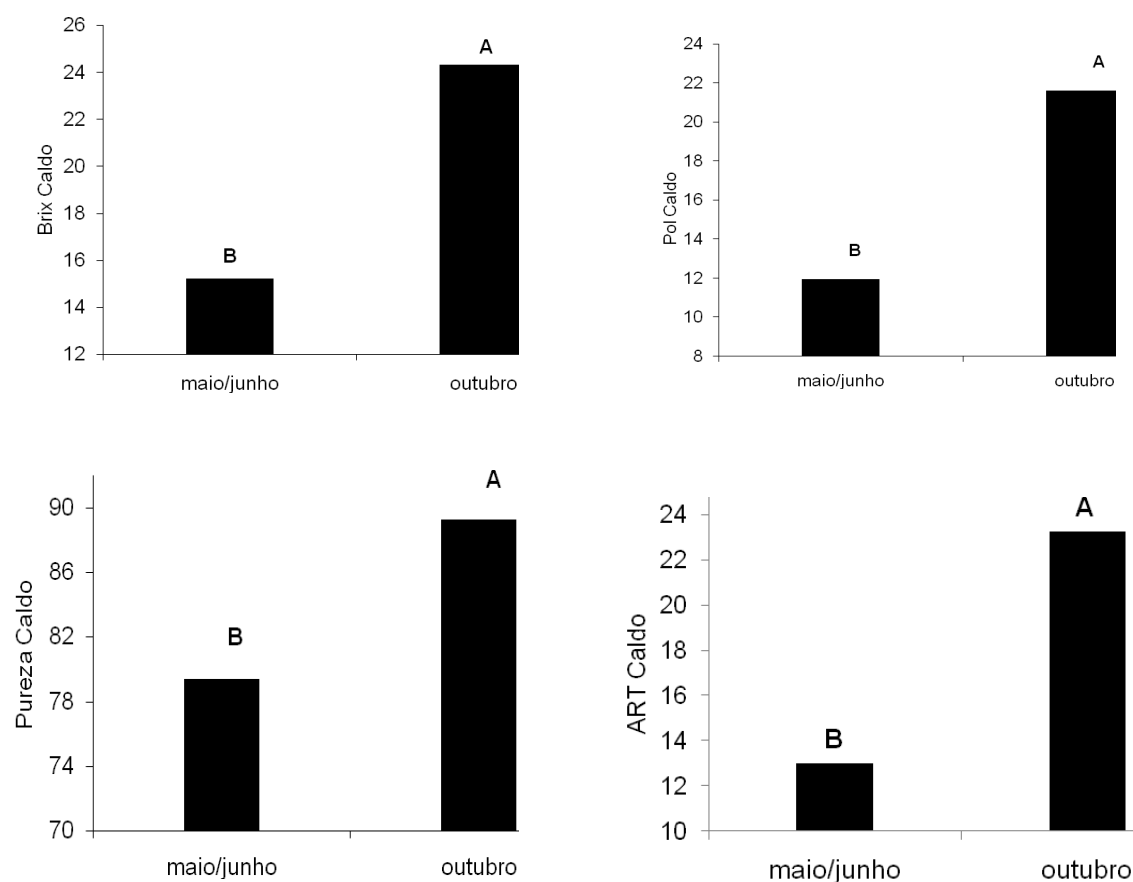 Brix Caldo
26
24
22
20
18
16
14
12
B
A
maio/junho
outubro
Pol Caldo
24
22
20
18
16
14
12
10
8
B
A
maio/junho
outubro
Pureza Caldo
90
86
82
78
74
70
B
A
maio/junho
outubro
ART Caldo
24
22
20
18
16
14
12
10
B
A
maio/junho
outubro